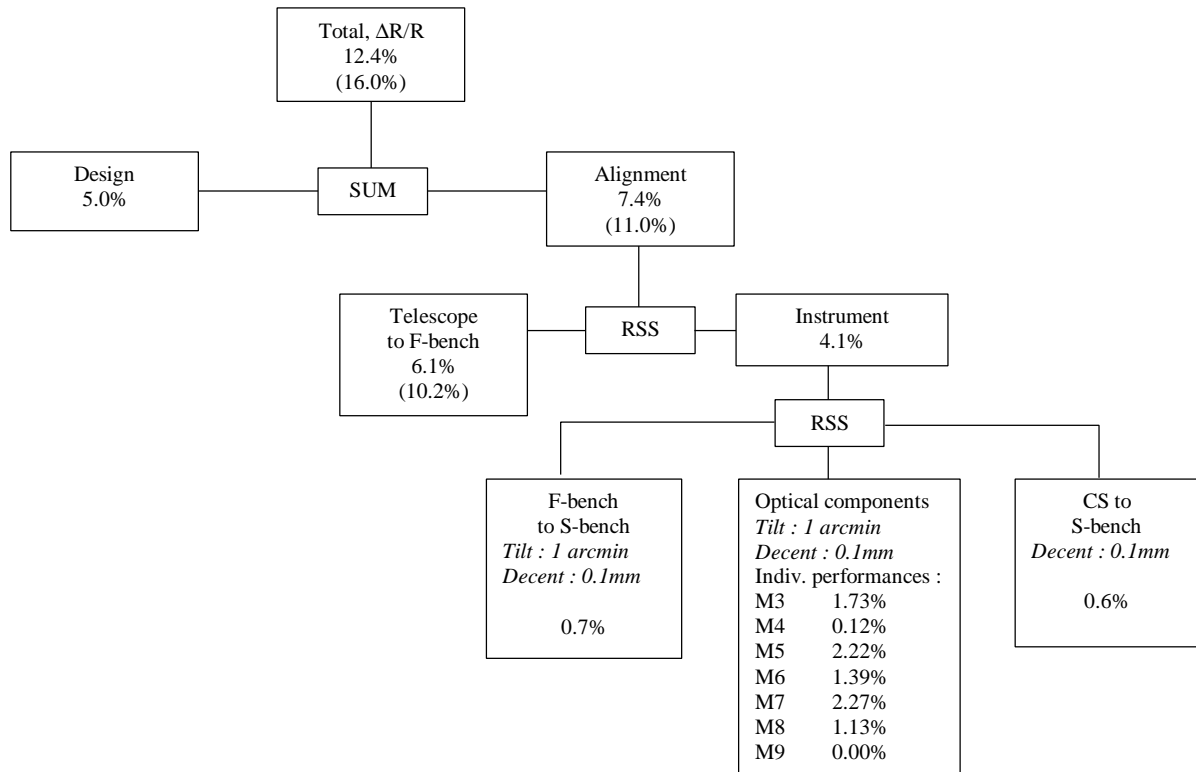 Total, ΔR/R
12.4%
(16.0%)
Design
5.0%
SUM
Alignment
7.4%
(11.0%)
Telescope
to F-bench
6.1%
(10.2%)
RSS
Instrument
4.1%
RSS
F-bench
to S-bench
Tilt : 1 arcmin
Decent : 0.1mm
0.7%
Optical components
Tilt : 1 arcmin
Decent : 0.1mm
Indiv. performances :
M3 1.73%
M4 0.12%
M5 2.22%
M6 1.39%
M7 2.27%
M8 1.13%
M9 0.00%
CS to
S-bench
Decent : 0.1mm
0.6%